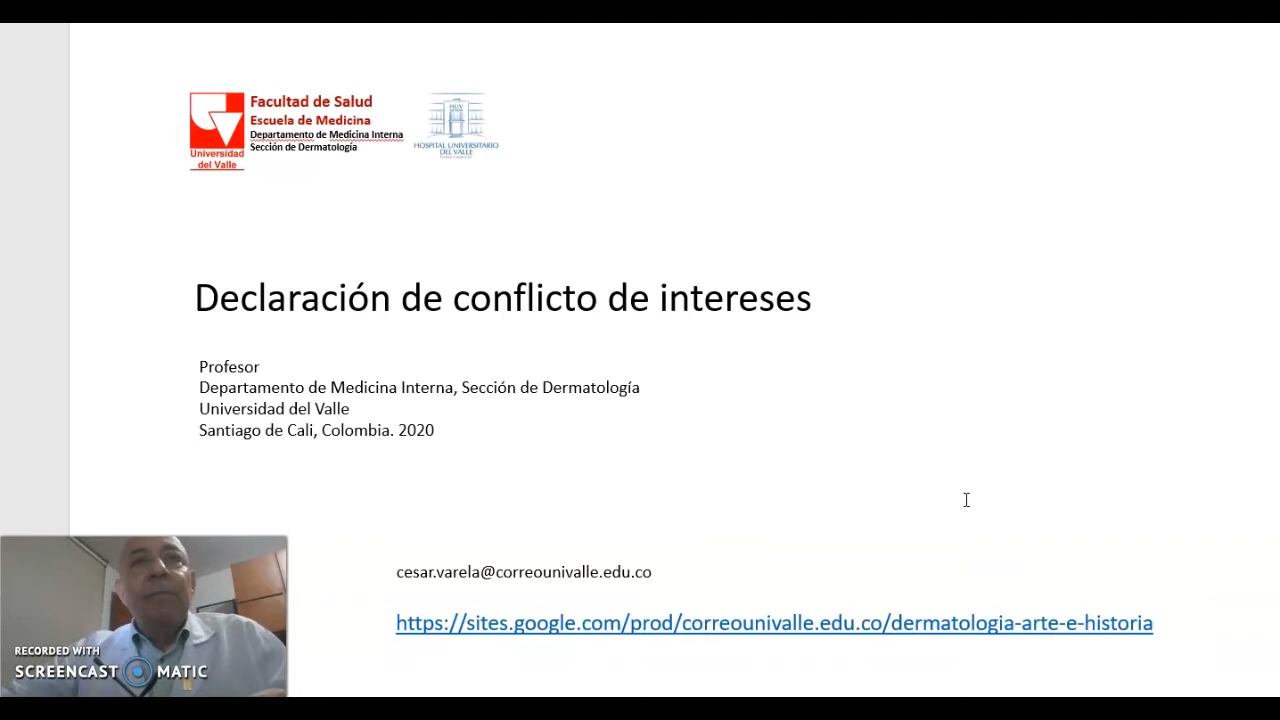 Facultad de Salud
Escuela de Medicina
Departamento de Medicina Interna
Sección de Dermatología
Universidad
del Valle
HUV
HOSPITAL UNIVERSITARIO
DEL VALLE
Declaración de conflicto de intereses
Profesor
Departamento de Medicina Interna, Sección de Dermatología
Universidad del Valle
Santiago de Cali, Colombia. 2020
cesar.varela@correounivalle.edu.co
https://sites.google.com/prod/correounivalle.edu.co/dermatologia-arte-e-historia
RECORDED WITH
SCREENCAST MATIC